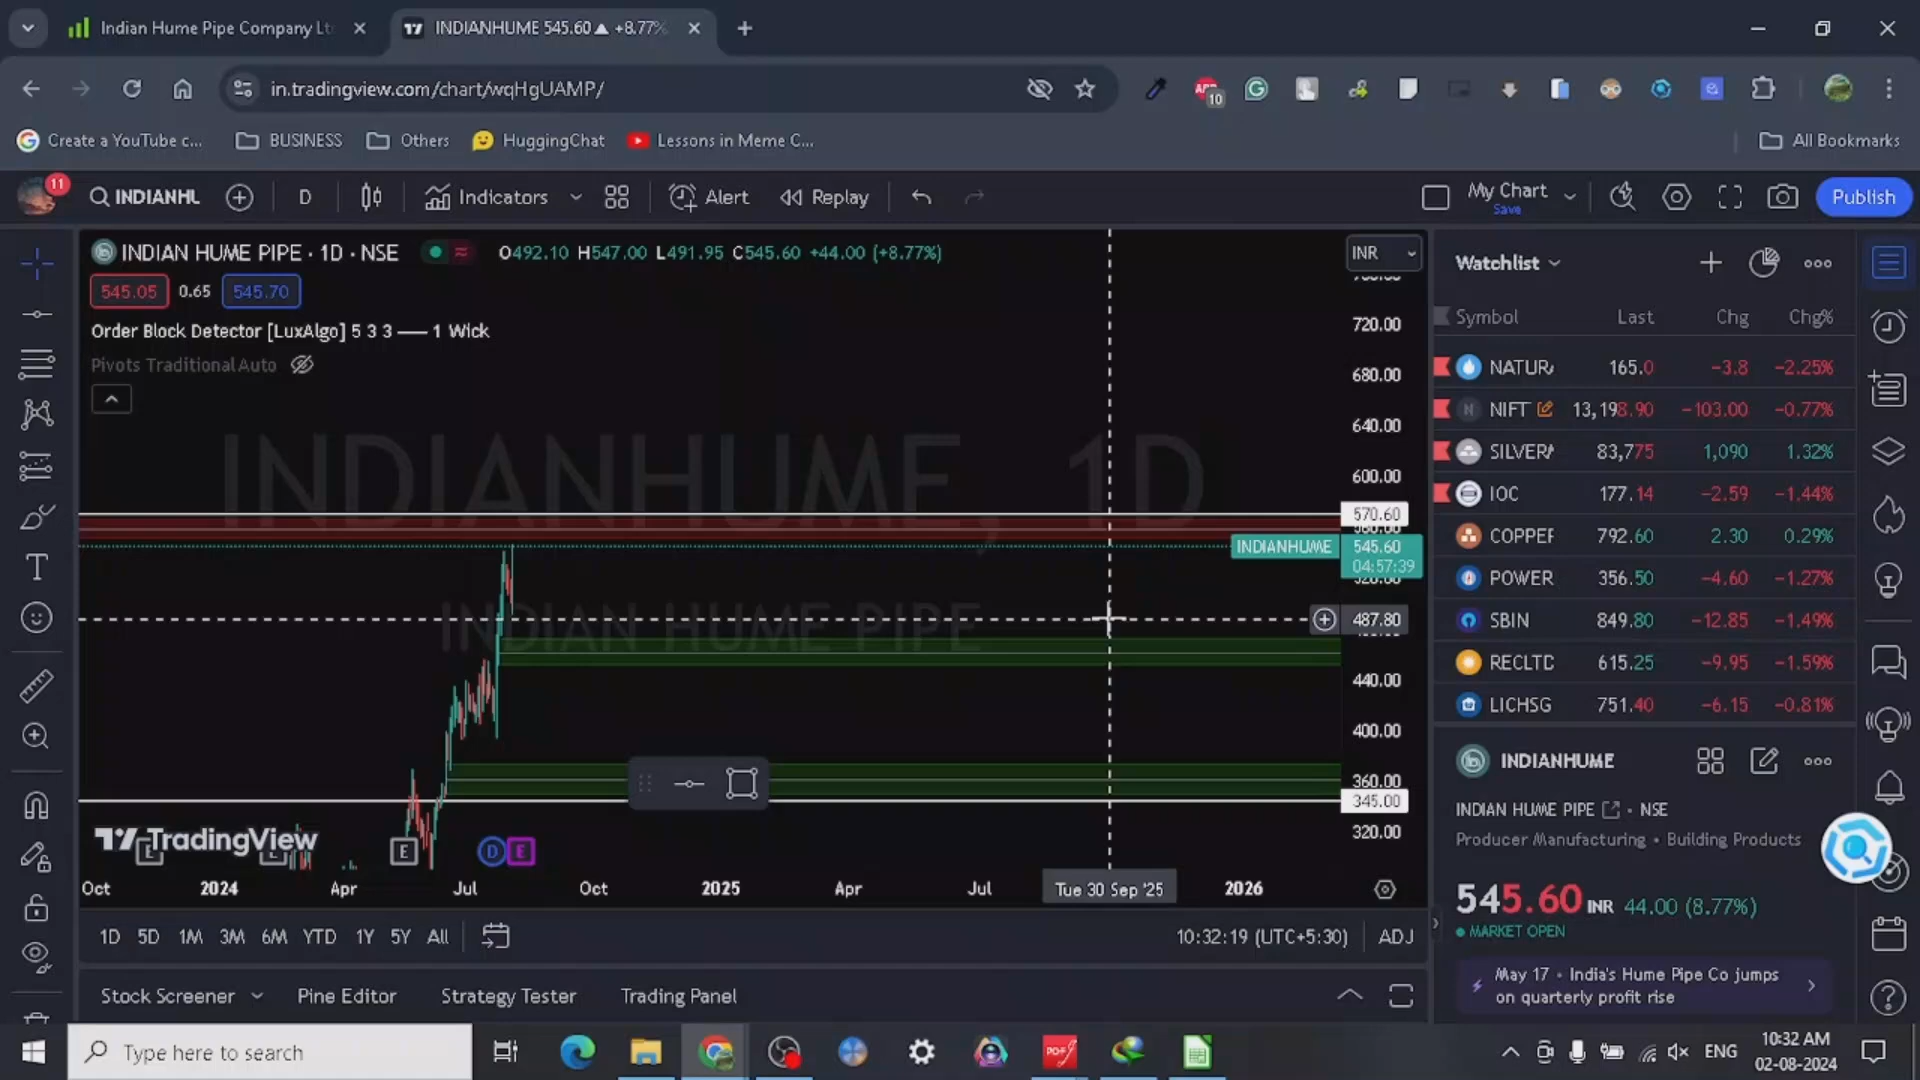 Indian Hume Pipe Company Lt
INDIANHUME 545.60 ▲ +8.77%
in.tradingview.com/chart/wqHgUAMP/
10
Create a YouTube c...
BUSINESS
Others
HuggingChat
Lessons in Meme C...
All Bookmarks
11
INDIANHL
D
Indicators
Alert
Replay
My Chart
Save
Publish
INDIAN HUME PIPE · 1D · NSE
O492.10 H547.00 L491.95 C545.60 +44.00 (+8.77%)
INR
545.05
0.65
545.70
Order Block Detector [LuxAlgo] 5 3 3 —— 1 Wick
Pivots Traditional Auto
INDIANHUME, 1D
INDIAN HUME PIPE
720.00
680.00
640.00
600.00
570.60
INDIANHUME
545.60
04:57:39
487.80
440.00
400.00
360.00
345.00
320.00
TradingView
E
E
D
E
Oct
2024
Apr
Jul
Oct
2025
Apr
Jul
Tue 30 Sep '25
2026
1D
5D
1M
3M
6M
YTD
1Y
5Y
All
10:32:19 (UTC+5:30)
ADJ
Stock Screener
Pine Editor
Strategy Tester
Trading Panel
Watchlist
Symbol
Last
Chg
Chg%
NATUR
165.0
−3.8
−2.25%
NIFT
13,198.90
−103.00
−0.77%
SILVER
83,775
1,090
1.32%
IOC
177.14
−2.59
−1.44%
COPPER
792.60
2.30
0.29%
POWER
356.50
−4.60
−1.27%
SBIN
849.80
−12.85
−1.49%
RECLTD
615.25
−9.95
−1.59%
LICHSG
751.40
−6.15
−0.81%
INDIANHUME
INDIAN HUME PIPE · NSE
Producer Manufacturing • Building Products
545.60 INR 44.00 (8.77%)
MARKET OPEN
May 17 • India's Hume Pipe Co jumps
on quarterly profit rise
Type here to search
ENG
10:32 AM
02-08-2024